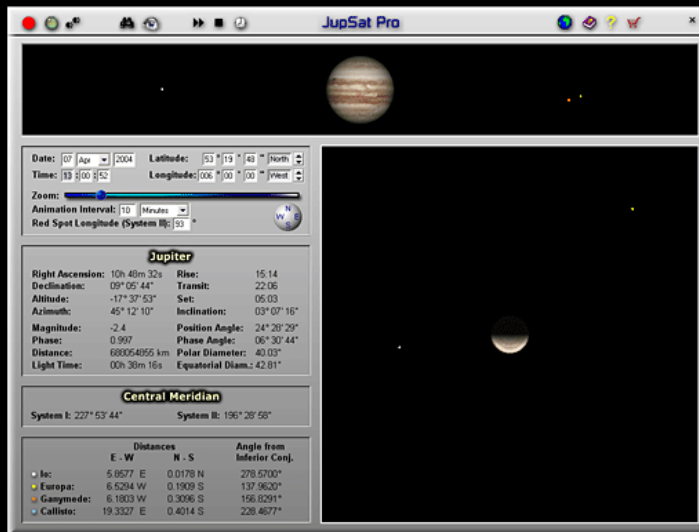 JupSat Pro
Date: 07 Apr 2004 Latitude: 53 ° 19 ' 48 " North
Time: 13 : 00 : 52 Longitude: 006 ° 00 ' 00 " West
Zoom:
Animation Interval: 10 Minutes
Red Spot Longitude (System II): 93 °
N
W E
S
Jupiter
Right Ascension: 10h 48m 32s Rise: 15:14
Declination: 09° 05' 44" Transit: 22:06
Altitude: -17° 37' 53" Set: 05:03
Azimuth: 45° 12' 10" Inclination: 03° 07' 16"
Magnitude: -2.4 Position Angle: 24° 28' 29"
Phase: 0.997 Phase Angle: 06° 30' 44"
Distance: 688054855 km Polar Diameter: 40.03"
Light Time: 00h 38m 16s Equatorial Diam.: 42.81"
Central Meridian
System I: 227° 53' 44" System II: 196° 28' 58"
Distances Angle from
E - W N - S Inferior Conj.
Io: 5.8577 E 0.0178 N 278.5700°
Europa: 6.5294 W 0.1909 S 137.9620°
Ganymede: 6.1803 W 0.3096 S 156.8291°
Callisto: 19.3327 E 0.4014 S 228.4677°